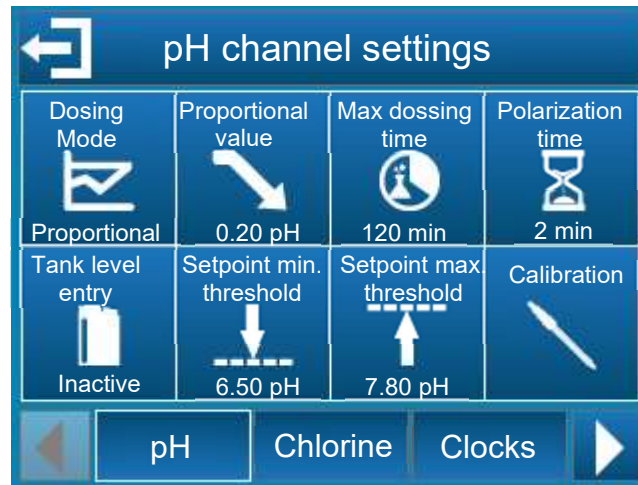 pH channel settings
Dosing
Mode
Proportional
Proportional
value
0.20 pH
Max dossing
time
120 min
Polarization
time
2 min
Tank level
entry
Inactive
Setpoint min.
threshold
6.50 pH
Setpoint max.
threshold
7.80 pH
Calibration
pH
Chlorine
Clocks